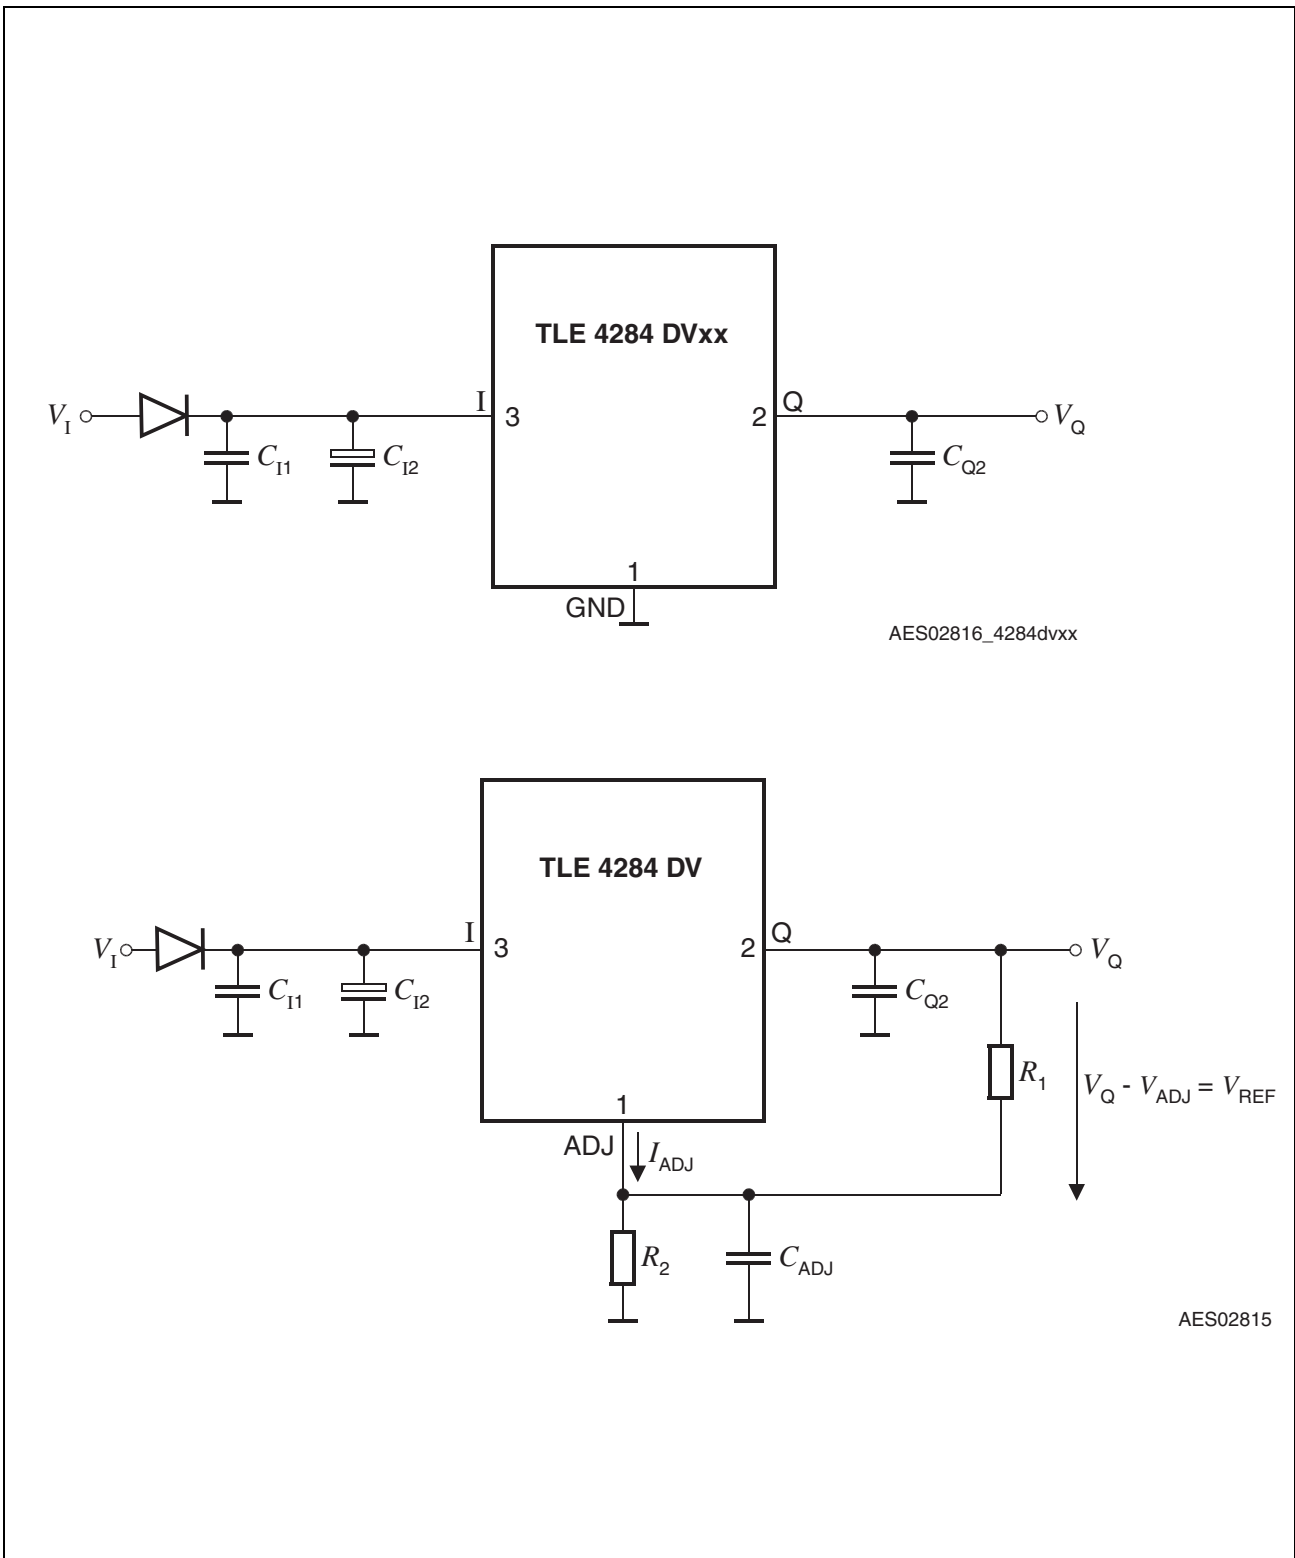 TLE 4284 DVxx
V_I
I
3
2
Q
V_Q
C_I1
C_I2
C_Q2
1
GND
AES02816_4284dvxx
TLE 4284 DV
V_I
I
3
2
Q
V_Q
C_I1
C_I2
C_Q2
R_1
V_Q - V_ADJ = V_REF
1
ADJ
I_ADJ
R_2
C_ADJ
AES02815